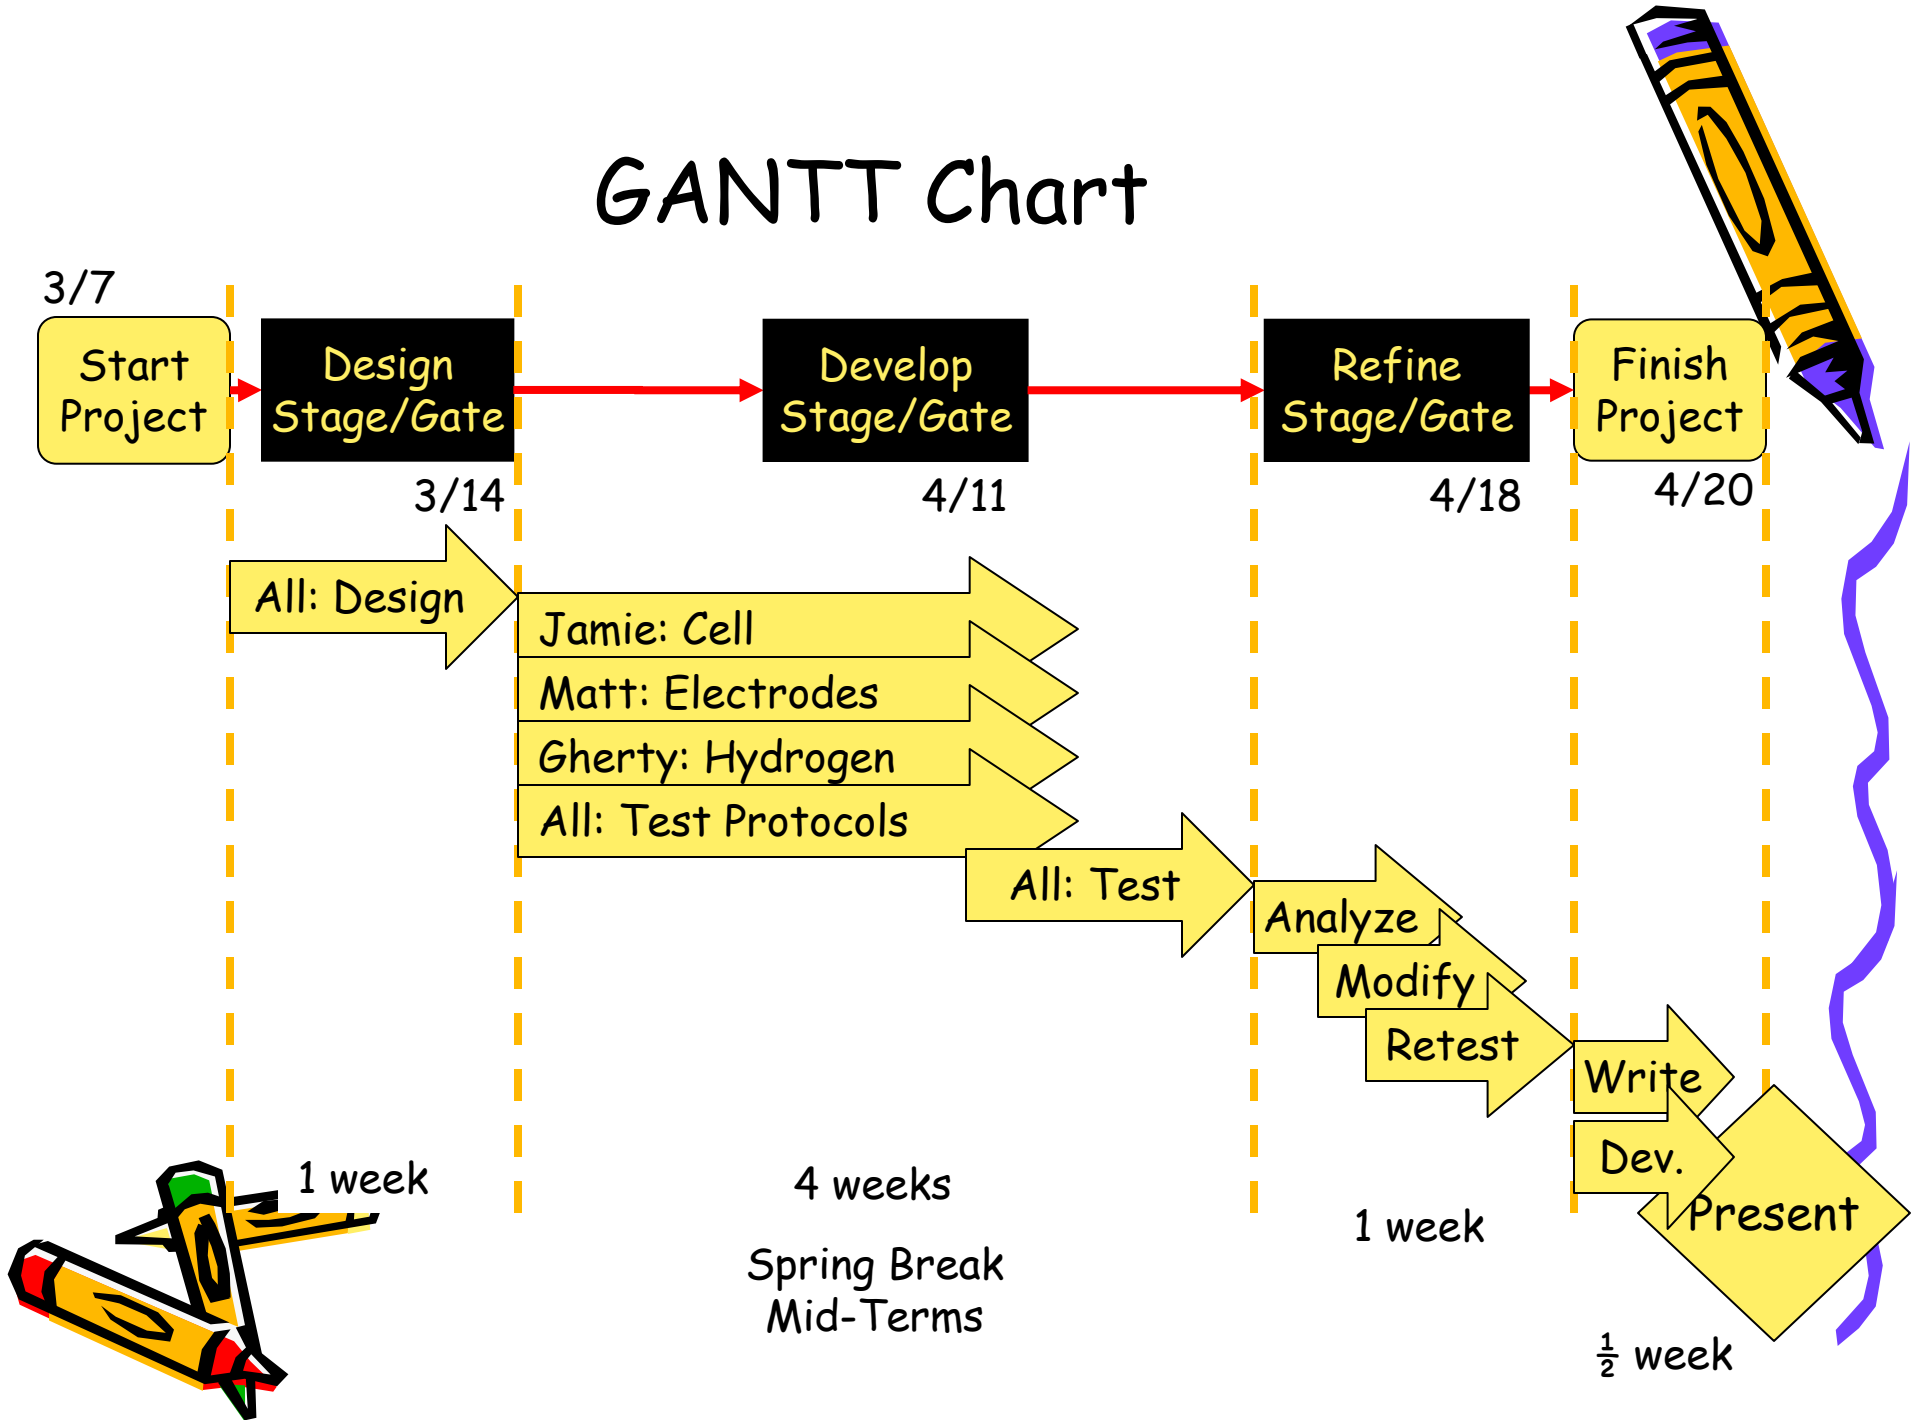 GANTT Chart
3/7
Start
Project
Design
Stage/Gate
Develop
Stage/Gate
Refine
Stage/Gate
Finish
Project
3/14
4/11
4/18
4/20
All: Design
Jamie: Cell
Matt: Electrodes
Gherty: Hydrogen
All: Test Protocols
All: Test
Analyze
Modify
Retest
Write
Dev.
Present
1 week
4 weeks
Spring Break
Mid-Terms
1 week
½ week